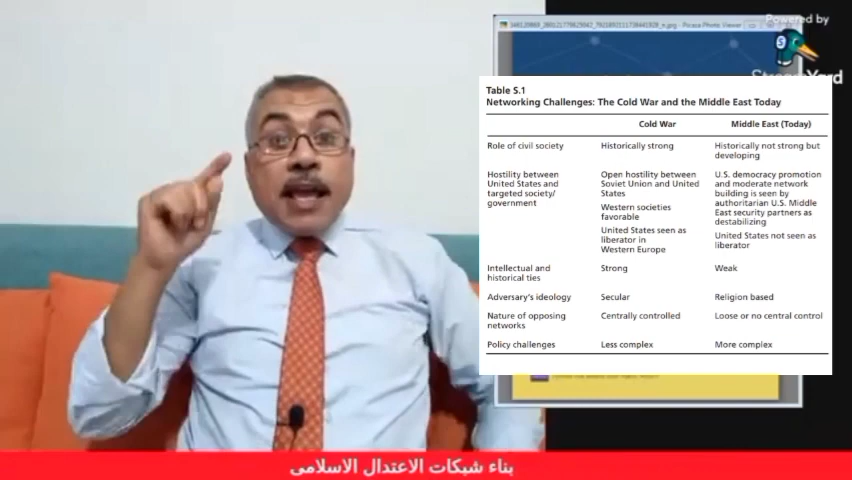 Powered by
StreamYard
Picasa Photo Viewer
Table S.1
Networking Challenges: The Cold War and the Middle East Today
Cold War Middle East (Today)
Role of civil society Historically strong Historically not strong but
developing
Hostility between Open hostility between U.S. democracy promotion
United States and Soviet Union and United and moderate network
targeted society/ States building is seen by
government authoritarian U.S. Middle
Western societies East security partners as
favorable destabilizing
United States seen as United States not seen as
liberator in liberator
Western Europe
Intellectual and Strong Weak
historical ties
Adversary's ideology Secular Religion based
Nature of opposing Centrally controlled Loose or no central control
networks
Policy challenges Less complex More complex
بناء شبكات الاعتدال الاسلامى